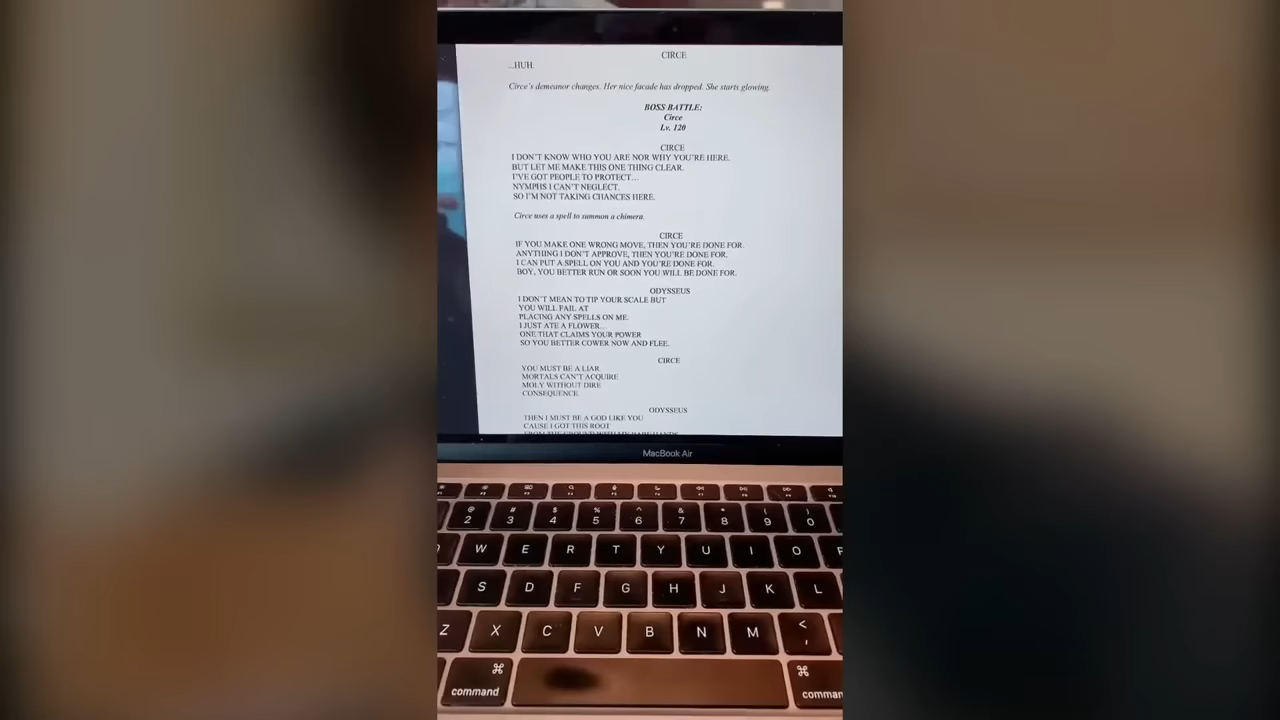 CIRCE
...HUH.
Circe's demeanor changes. Her nice facade has dropped. She starts glowing.
BOSS BATTLE:
Circe
Lv. 120
CIRCE
I DON'T KNOW WHO YOU ARE NOR WHY YOU'RE HERE.
BUT LET ME MAKE THIS ONE THING CLEAR.
I'VE GOT PEOPLE TO PROTECT...
NYMPHS I CAN'T NEGLECT.
SO I'M NOT TAKING CHANCES HERE.
Circe uses a spell to summon a chimera.
CIRCE
IF YOU MAKE ONE WRONG MOVE, THEN YOU'RE DONE FOR.
ANYTHING I DON'T APPROVE, THEN YOU'RE DONE FOR.
I CAN PUT A SPELL ON YOU AND YOU'RE DONE FOR.
BOY, YOU BETTER RUN OR SOON YOU WILL BE DONE FOR.
ODYSSEUS
I DON'T MEAN TO TIP YOUR SCALE BUT
YOU WILL FAIL AT
PLACING ANY SPELLS ON ME.
I JUST ATE A FLOWER...
ONE THAT CLAIMS YOUR POWER
SO YOU BETTER COWER NOW AND FLEE.
CIRCE
YOU MUST BE A LIAR
MORTALS CAN'T ACQUIRE
MOLY WITHOUT DIRE
CONSEQUENCE.
ODYSSEUS
THEN I MUST BE A GOD LIKE YOU
CAUSE I GOT THIS ROOT
FROM THE GROUND WITH MY BARE HANDS
MacBook Air
@ # $ % ^ & * ( )
2 3 4 5 6 7 8 9 0
W E R T Y U I O P
S D F G H J K L
Z X C V B N M < ,
⌘ ⌘
command comman